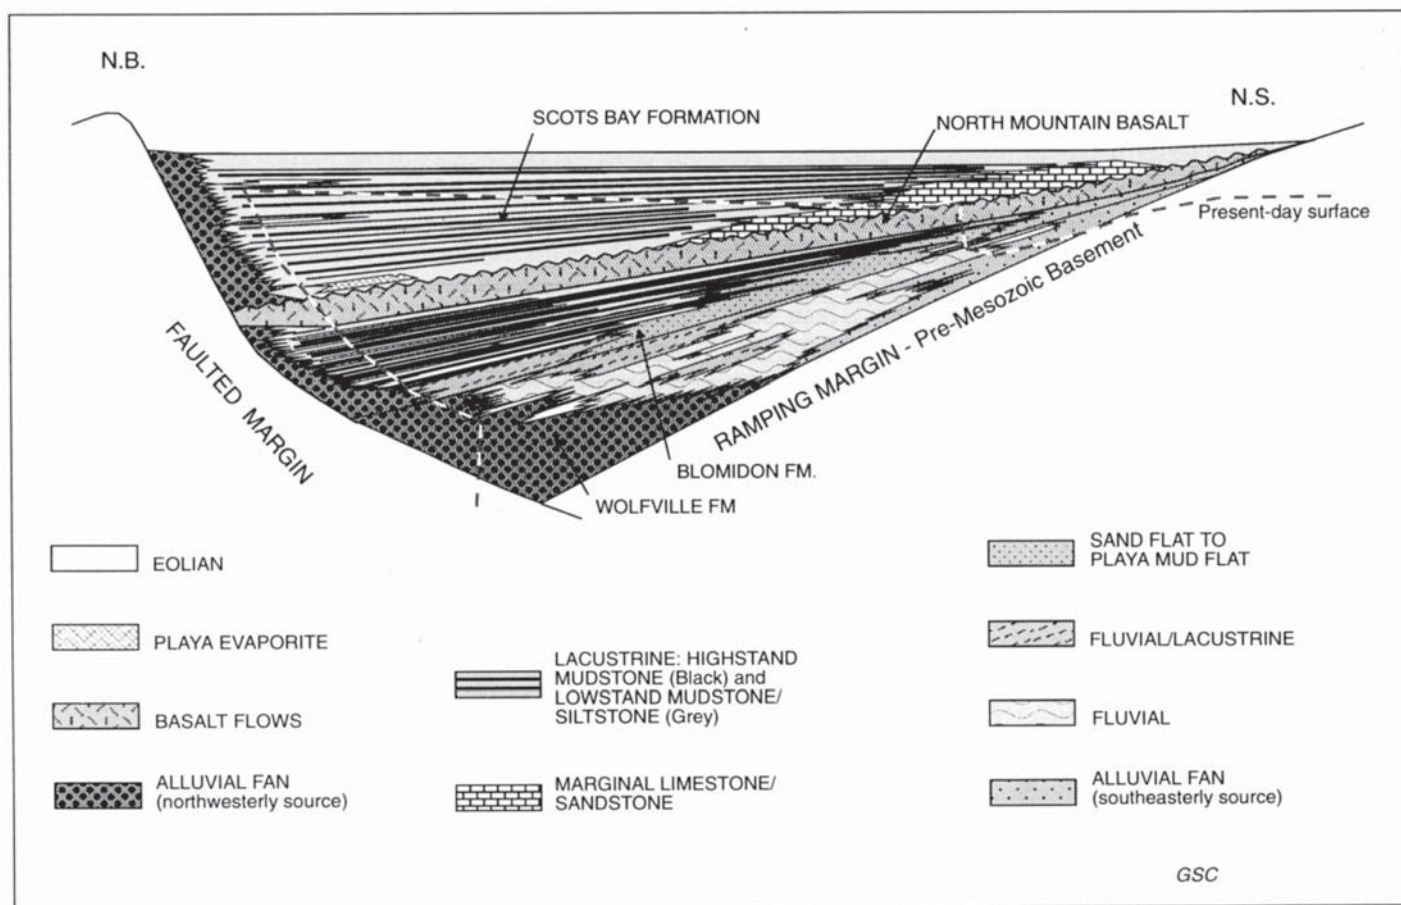 N.B.
N.S.
SCOTS BAY FORMATION
NORTH MOUNTAIN BASALT
Present-day surface
FAULTED MARGIN
RAMPING MARGIN - Pre-Mesozoic Basement
BLOMIDON FM.
WOLFVILLE FM
EOLIAN
PLAYA EVAPORITE
BASALT FLOWS
ALLUVIAL FAN
(northwesterly source)
LACUSTRINE: HIGHSTAND
MUDSTONE (Black) and
LOWSTAND MUDSTONE/
SILTSTONE (Grey)
MARGINAL LIMESTONE/
SANDSTONE
SAND FLAT TO
PLAYA MUD FLAT
FLUVIAL/LACUSTRINE
FLUVIAL
ALLUVIAL FAN
(southeasterly source)
GSC